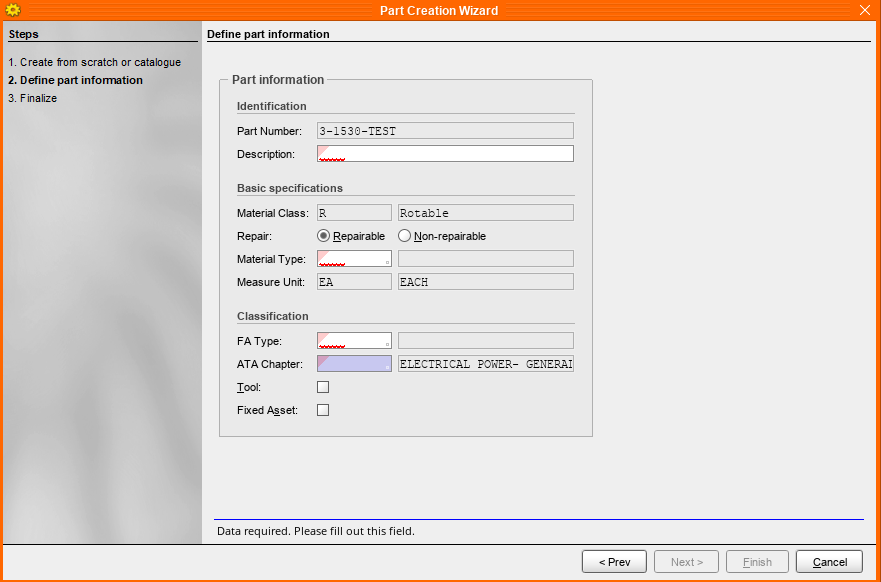 Part Creation Wizard
Steps
1. Create from scratch or catalogue
2. Define part information
3. Finalize
Define part information
Part information
Identification
Part Number: 3-1530-TEST
Description:
Basic specifications
Material Class: R Rotable
Repair: Repairable Non-repairable
Material Type:
Measure Unit: EA EACH
Classification
FA Type:
ATA Chapter: ELECTRICAL POWER- GENERAL
Tool:
Fixed Asset:
Data required. Please fill out this field.
< Prev Next > Finish Cancel